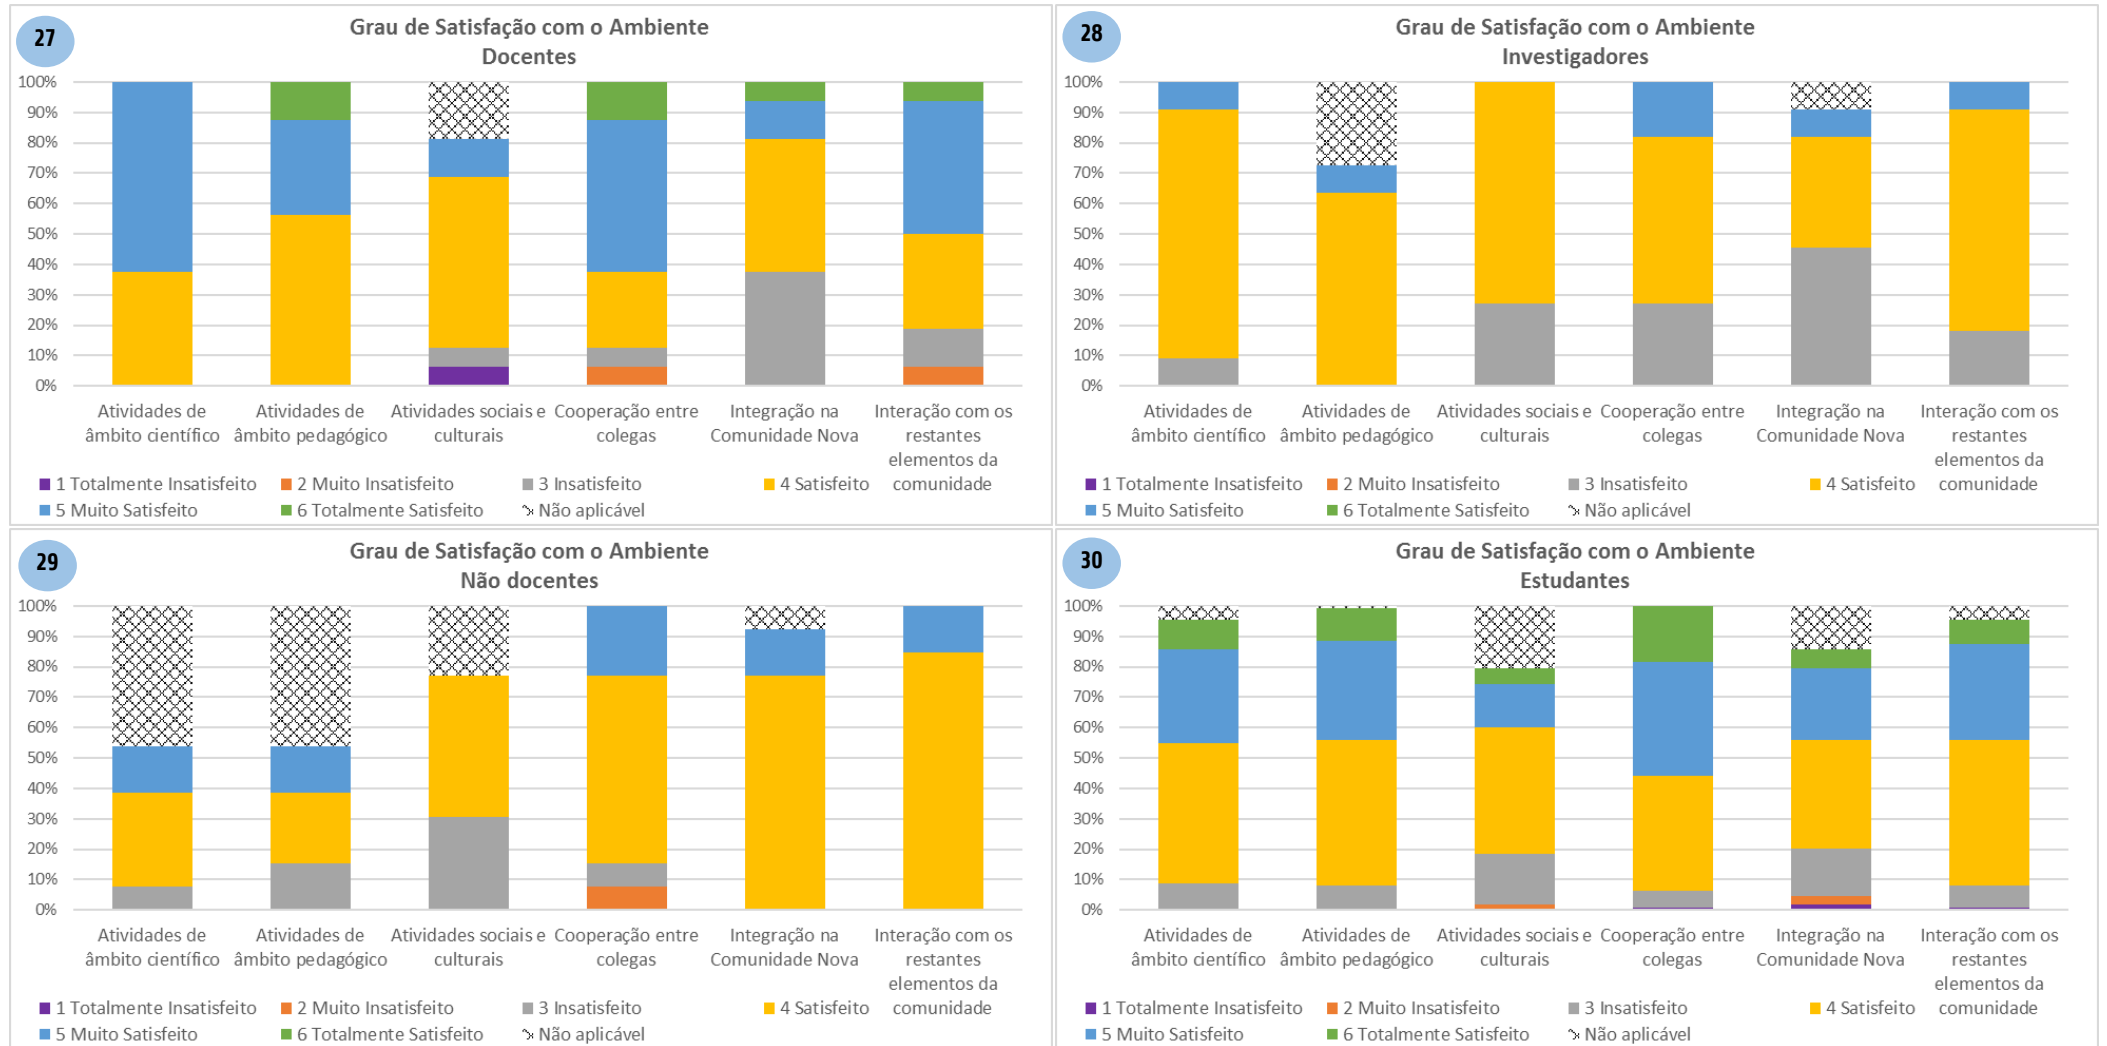 27
Grau de Satisfação com o Ambiente
Docentes
100%
90%
80%
70%
60%
50%
40%
30%
20%
10%
0%
Atividades de
âmbito científico
Atividades de
âmbito pedagógico
Atividades sociais e
culturais
Cooperação entre
colegas
Integração na
Comunidade Nova
Interação com os
restantes
elementos da
comunidade
1 Totalmente Insatisfeito
2 Muito Insatisfeito
3 Insatisfeito
4 Satisfeito
5 Muito Satisfeito
6 Totalmente Satisfeito
Não aplicável
28
Grau de Satisfação com o Ambiente
Investigadores
100%
90%
80%
70%
60%
50%
40%
30%
20%
10%
0%
Atividades de
âmbito científico
Atividades de
âmbito pedagógico
Atividades sociais e
culturais
Cooperação entre
colegas
Integração na
Comunidade Nova
Interação com os
restantes
elementos da
comunidade
1 Totalmente Insatisfeito
2 Muito Insatisfeito
3 Insatisfeito
4 Satisfeito
5 Muito Satisfeito
6 Totalmente Satisfeito
Não aplicável
29
Grau de Satisfação com o Ambiente
Não docentes
100%
90%
80%
70%
60%
50%
40%
30%
20%
10%
0%
Atividades de
âmbito científico
Atividades de
âmbito pedagógico
Atividades sociais e
culturais
Cooperação entre
colegas
Integração na
Comunidade Nova
Interação com os
restantes
elementos da
comunidade
1 Totalmente Insatisfeito
2 Muito Insatisfeito
3 Insatisfeito
4 Satisfeito
5 Muito Satisfeito
6 Totalmente Satisfeito
Não aplicável
30
Grau de Satisfação com o Ambiente
Estudantes
100%
90%
80%
70%
60%
50%
40%
30%
20%
10%
0%
Atividades de
âmbito científico
Atividades de
âmbito pedagógico
Atividades sociais e
culturais
Cooperação entre
colegas
Integração na
Comunidade Nova
Interação com os
restantes
elementos da
comunidade
1 Totalmente Insatisfeito
2 Muito Insatisfeito
3 Insatisfeito
4 Satisfeito
5 Muito Satisfeito
6 Totalmente Satisfeito
Não aplicável